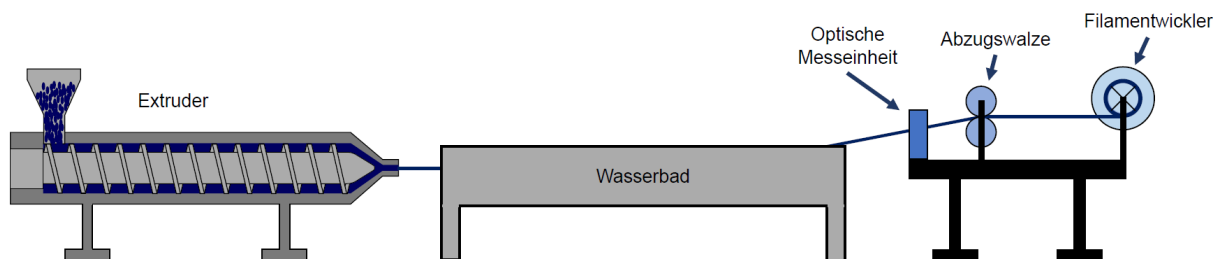 Extruder
Wasserbad
Optische
Messeinheit
Abzugswalze
Filamentwickler